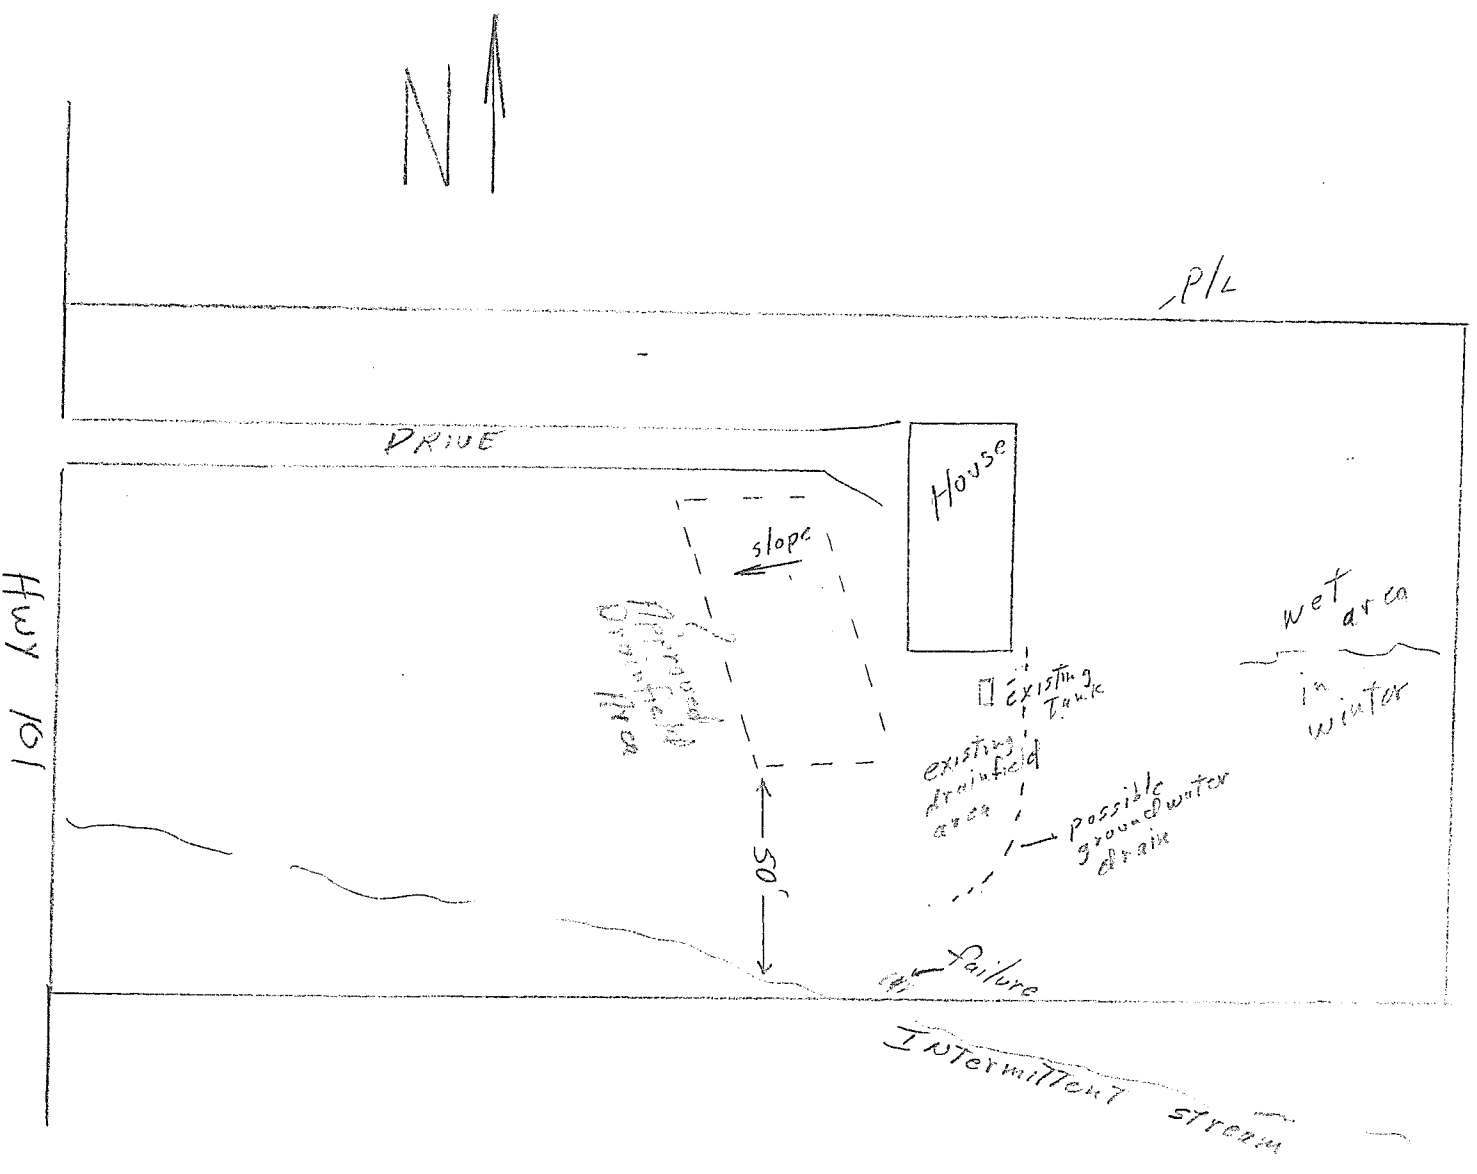 N
P/L
DRIVE
House
slope
Approved
Drainfield
Area
wet area
in
winter
existing
Tank
existing
drainfield
area
possible
groundwater
drain
50'
failure
Intermittent stream
Hwy 101